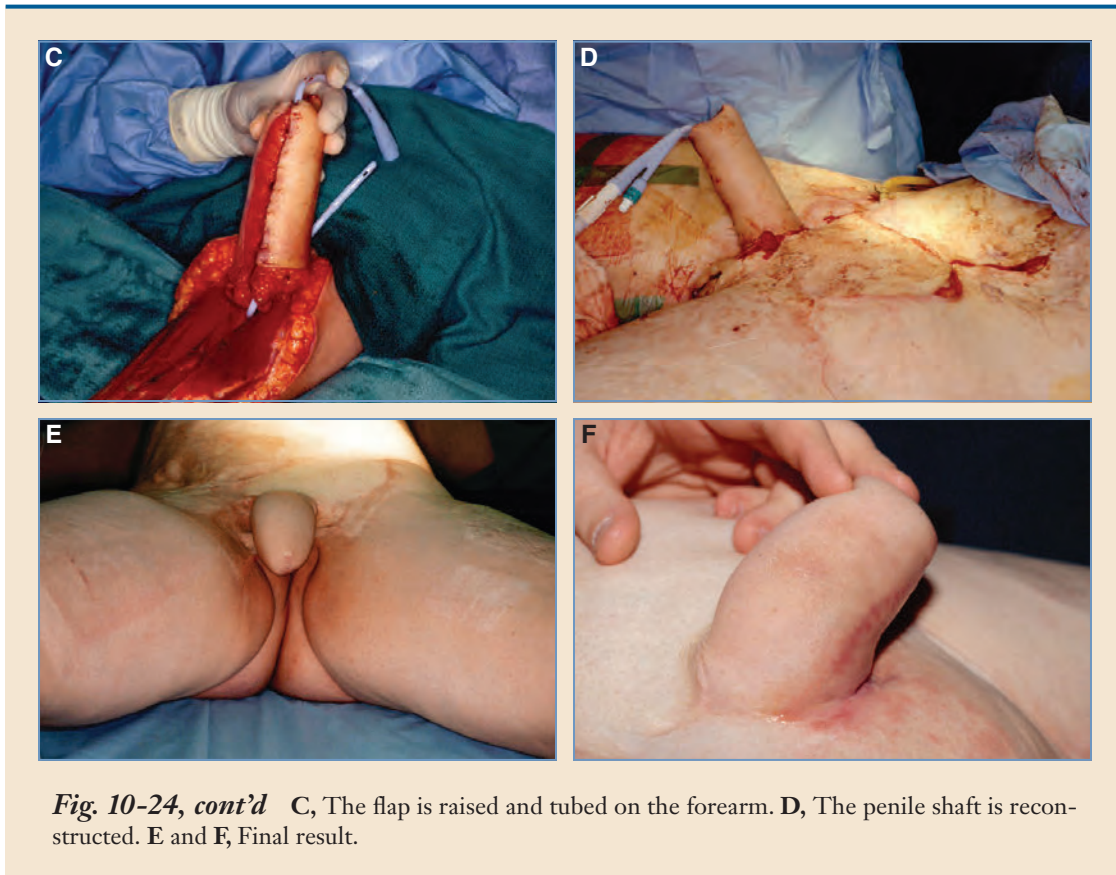 C
D
E
F
Fig. 10-24, cont’d C, The flap is raised and tubed on the forearm. D, The penile shaft is recon-
structed. E and F, Final result.